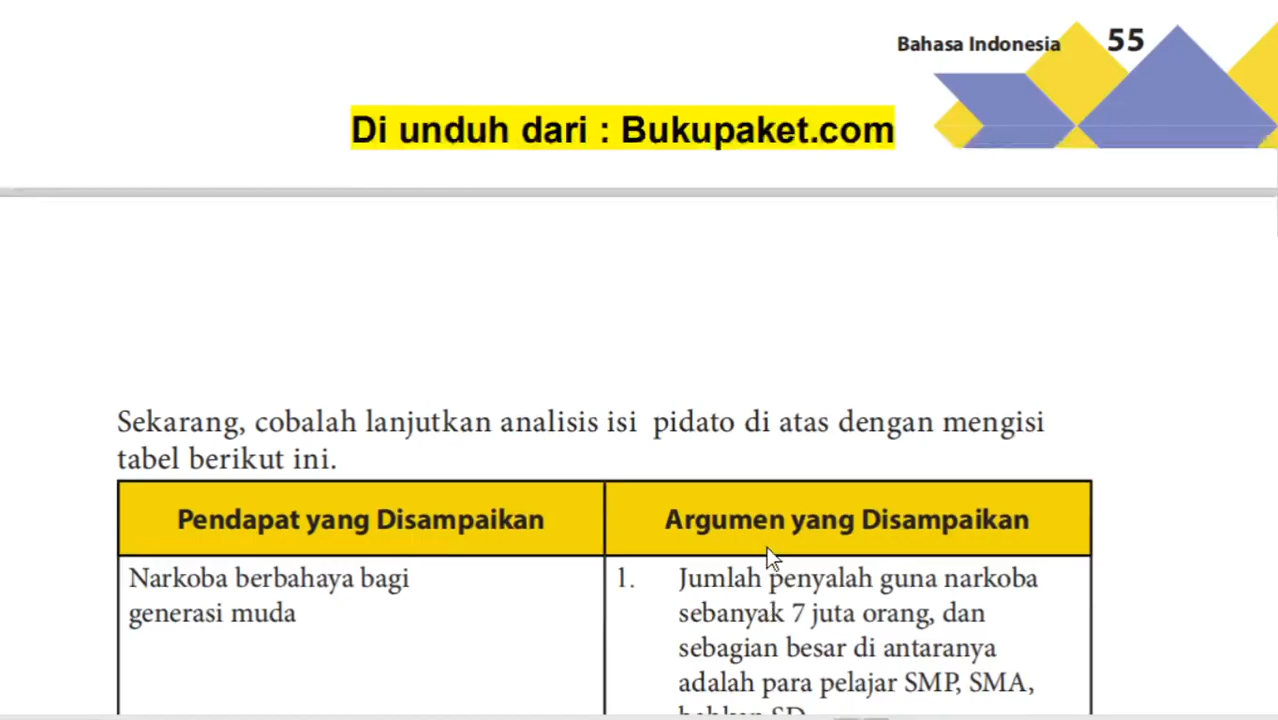 Bahasa Indonesia 55
Di unduh dari : Bukupaket.com
Sekarang, cobalah lanjutkan analisis isi pidato di atas dengan mengisi
tabel berikut ini.
Pendapat yang Disampaikan
Argumen yang Disampaikan
Narkoba berbahaya bagi
generasi muda
1. Jumlah penyalah guna narkoba
sebanyak 7 juta orang, dan
sebagian besar di antaranya
adalah para pelajar SMP, SMA,
bahkan SD.